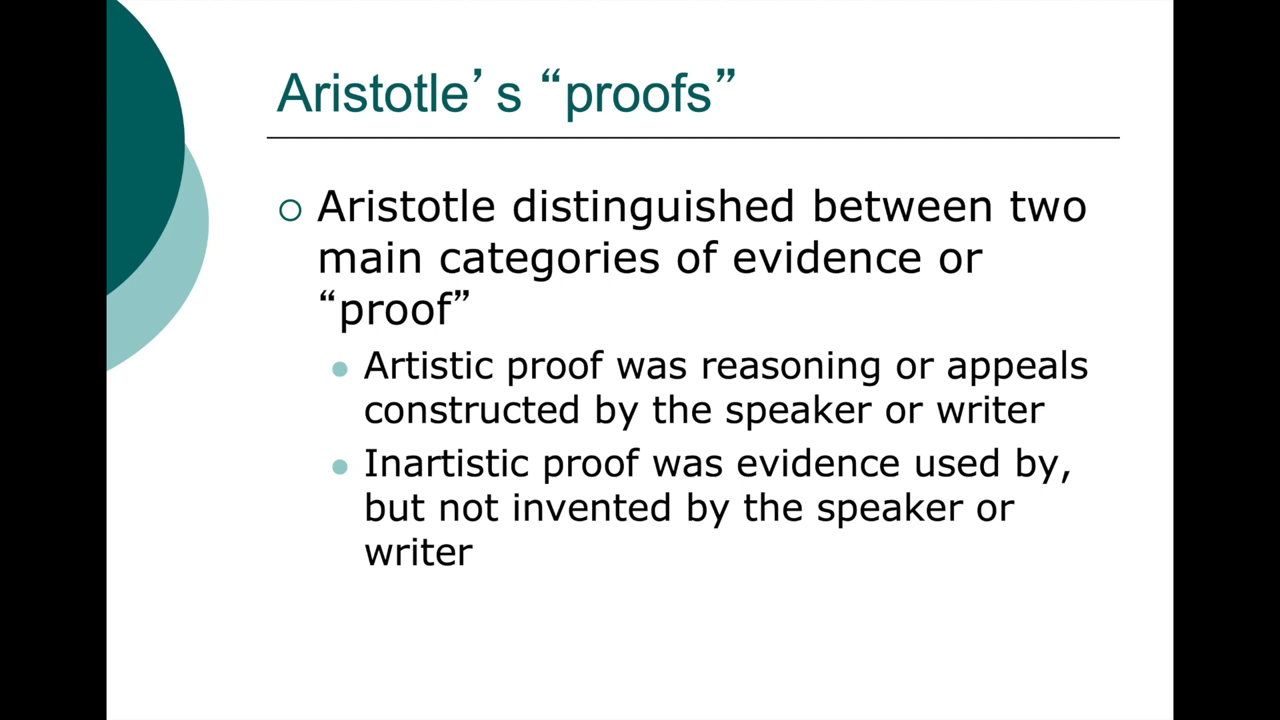 Aristotle’s “proofs”
Aristotle distinguished between two
main categories of evidence or
“proof”
Artistic proof was reasoning or appeals
constructed by the speaker or writer
Inartistic proof was evidence used by,
but not invented by the speaker or
writer